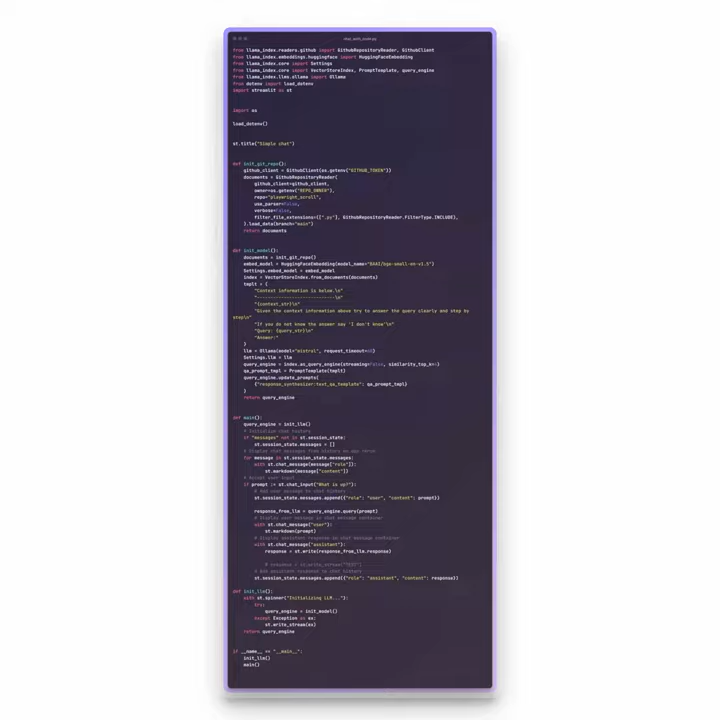 from llama_index.readers.github import GithubRepositoryReader, GithubClient
from llama_index.embeddings.huggingface import HuggingFaceEmbedding
from llama_index.core import Settings
from llama_index.core import VectorStoreIndex, PromptTemplate, query_engine
from llama_index.llms.ollama import Ollama
from dotenv import load_dotenv
import streamlit as st
import os
load_dotenv()
st.title("Simple chat")
def init_git_repo():
github_client = GithubClient(os.getenv("GITHUB_TOKEN"))
documents = GithubRepositoryReader(
github_client=github_client,
owner=os.getenv("REPO_OWNER"),
repo="playwright_scroll",
use_parser=False,
verbose=False,
filter_file_extensions=([".py"], GithubRepositoryReader.FilterType.INCLUDE),
).load_data(branch="main")
return documents
def init_model():
documents = init_git_repo()
embed_model = HuggingFaceEmbedding(model_name="BAAI/bge-small-en-v1.5")
Settings.embed_model = embed_model
index = VectorStoreIndex.from_documents(documents)
tmplt = (
"Context information is below.\n"
"---------------------\n"
"{context_str}\n"
"Given the context information above try to answer the query clearly and step by
step\n"
"If you do not know the answer say 'I don't know'\n"
"Query: {query_str}\n"
"Answer:"
)
llm = Ollama(model="mistral", request_timeout=
Settings.llm = llm
query_engine = index.as_query_engine(streaming=False, similarity_top_k=
qa_prompt_tmpl = PromptTemplate(tmplt)
query_engine.update_prompts(
{"response_synthesizer:text_qa_template": qa_prompt_tmpl}
)
return query_engine
def main():
query_engine = init_llm()
# Initialize chat history
if "messages" not in st.session_state:
st.session_state.messages = []
# Display chat messages from history on app rerun
for message in st.session_state.messages:
with st.chat_message(message["role"]):
st.markdown(message["content"])
# Accept user input
if prompt := st.chat_input("What is up?"):
# Add user message to chat history
st.session_state.messages.append({"role": "user", "content": prompt})
response_from_llm = query_engine.query(prompt)
# Display user message in chat message container
with st.chat_message("user"):
st.markdown(prompt)
# Display assistant response in chat message container
with st.chat_message("assistant"):
response = st.write(response_from_llm.response)
# Add assistant response to chat history
st.session_state.messages.append({"role": "assistant", "content": response})
def init_llm():
with st.spinner("Initializing LLM..."):
try:
query_engine = init_model()
except Exception as ex:
st.write_stream(ex)
return query_engine
if __name__ == "__main__":
init_llm()
main()